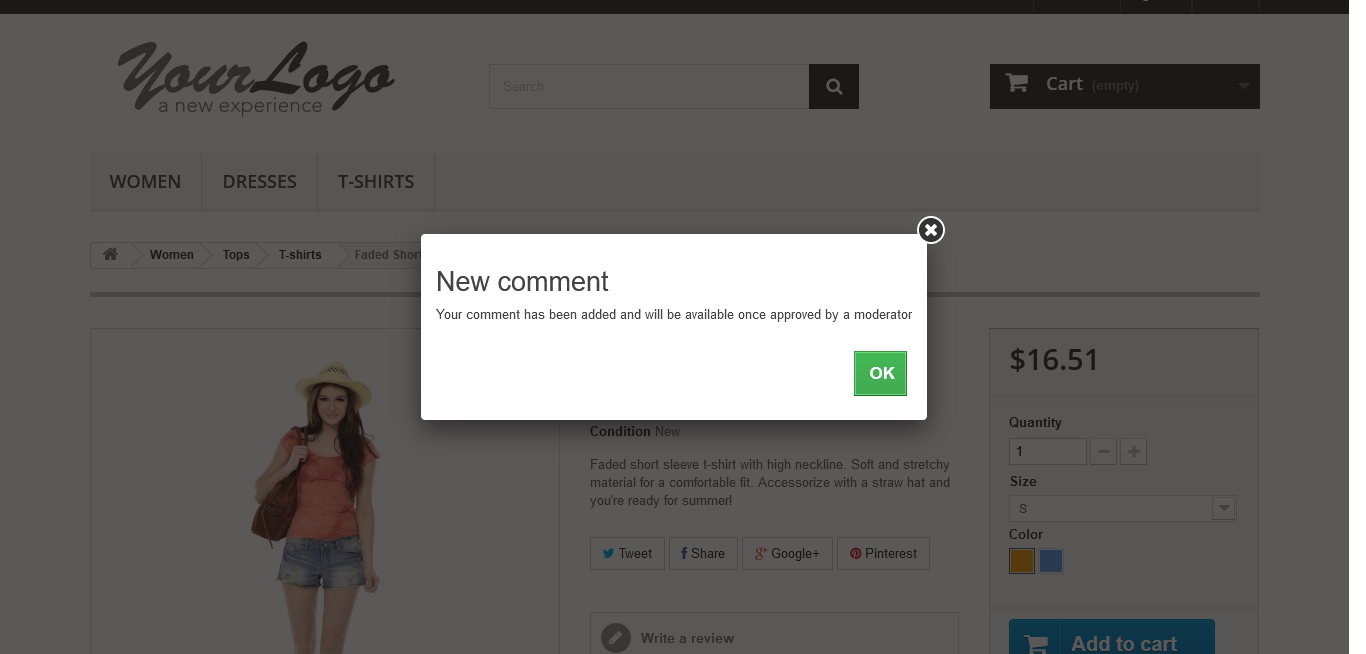 YourLogo
a new experience
Search
Cart (empty)
WOMEN
DRESSES
T-SHIRTS
Women
Tops
T-shirts
Faded Short
New comment
Your comment has been added and will be available once approved by a moderator
OK
$16.51
Condition New
Quantity
1
Faded short sleeve t-shirt with high neckline. Soft and stretchy
material for a comfortable fit. Accessorize with a straw hat and
you're ready for summer!
Size
S
Color
Tweet
Share
Google+
Pinterest
Write a review
Add to cart